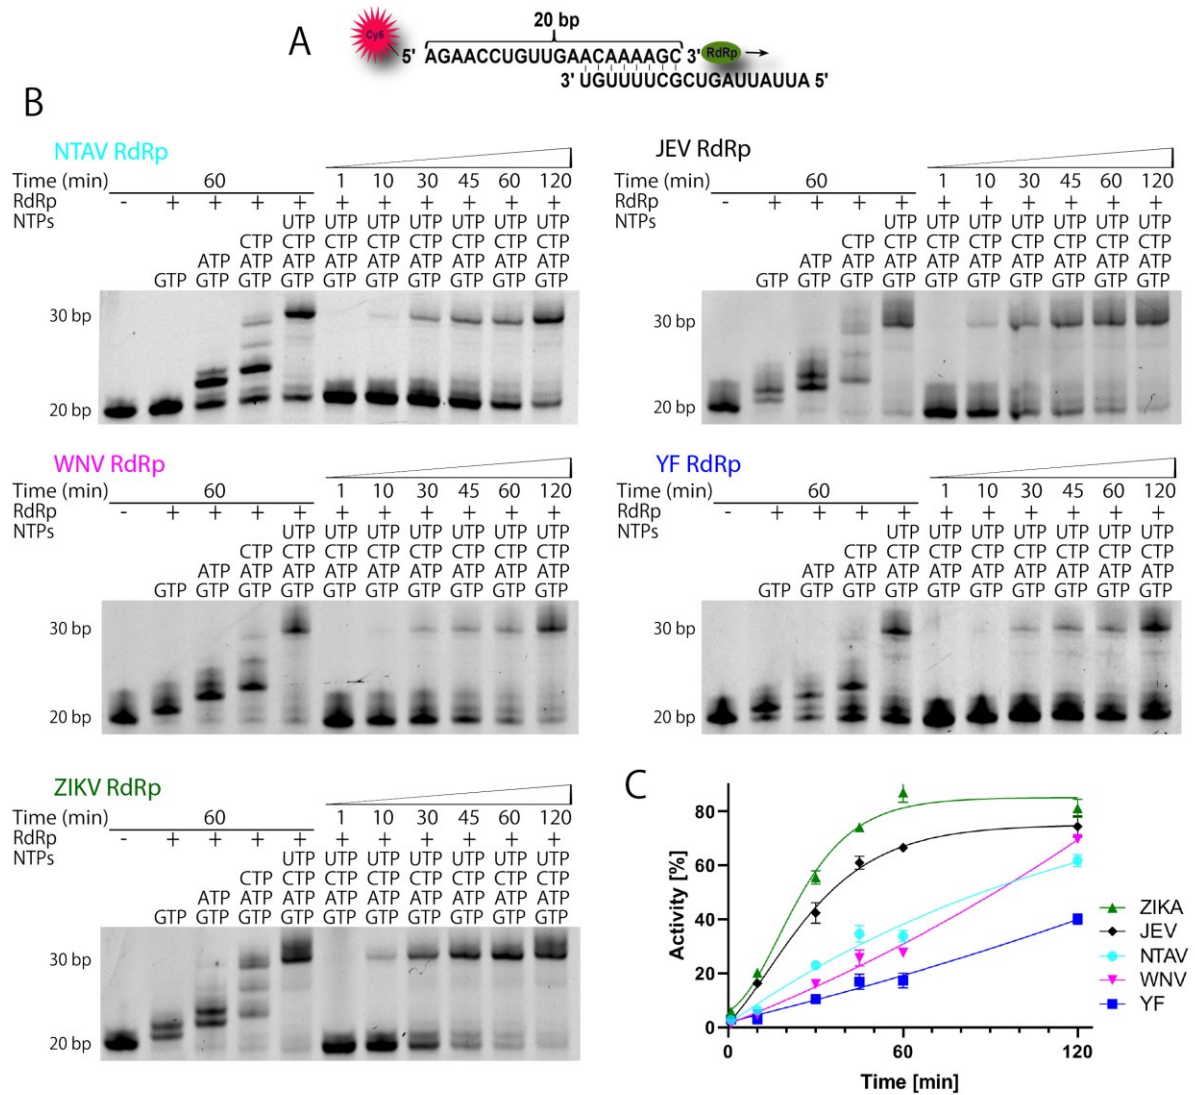 A
Cy5
20 bp
5' AGAACCUGUUGAACAAAAGC 3' RdRp
3' UGUUUUCGCUGAUUAUUA 5'
B
NTAV RdRp
Time (min) 60 1 10 30 45 60 120
RdRp - + + + + + + + + + +
NTPs UTP UTP UTP UTP UTP UTP UTP
CTP CTP CTP CTP CTP CTP CTP CTP
ATP ATP ATP ATP ATP ATP ATP ATP ATP
GTP GTP GTP GTP GTP GTP GTP GTP GTP GTP
30 bp
20 bp
JEV RdRp
Time (min) 60 1 10 30 45 60 120
RdRp - + + + + + + + + + +
NTPs UTP UTP UTP UTP UTP UTP UTP
CTP CTP CTP CTP CTP CTP CTP CTP
ATP ATP ATP ATP ATP ATP ATP ATP ATP
GTP GTP GTP GTP GTP GTP GTP GTP GTP GTP
30 bp
20 bp
WNV RdRp
Time (min) 60 1 10 30 45 60 120
RdRp - + + + + + + + + + +
NTPs UTP UTP UTP UTP UTP UTP UTP
CTP CTP CTP CTP CTP CTP CTP CTP
ATP ATP ATP ATP ATP ATP ATP ATP ATP
GTP GTP GTP GTP GTP GTP GTP GTP GTP GTP
30 bp
20 bp
YF RdRp
Time (min) 60 1 10 30 45 60 120
RdRp - + + + + + + + + + +
NTPs UTP UTP UTP UTP UTP UTP UTP
CTP CTP CTP CTP CTP CTP CTP CTP
ATP ATP ATP ATP ATP ATP ATP ATP ATP
GTP GTP GTP GTP GTP GTP GTP GTP GTP GTP
30 bp
20 bp
ZIKV RdRp
Time (min) 60 1 10 30 45 60 120
RdRp - + + + + + + + + + +
NTPs UTP UTP UTP UTP UTP UTP UTP
CTP CTP CTP CTP CTP CTP CTP CTP
ATP ATP ATP ATP ATP ATP ATP ATP ATP
GTP GTP GTP GTP GTP GTP GTP GTP GTP GTP
30 bp
20 bp
C
Activity [%]
80
60
40
20
0
0 60 120
Time [min]
ZIKA
JEV
NTAV
WNV
YF